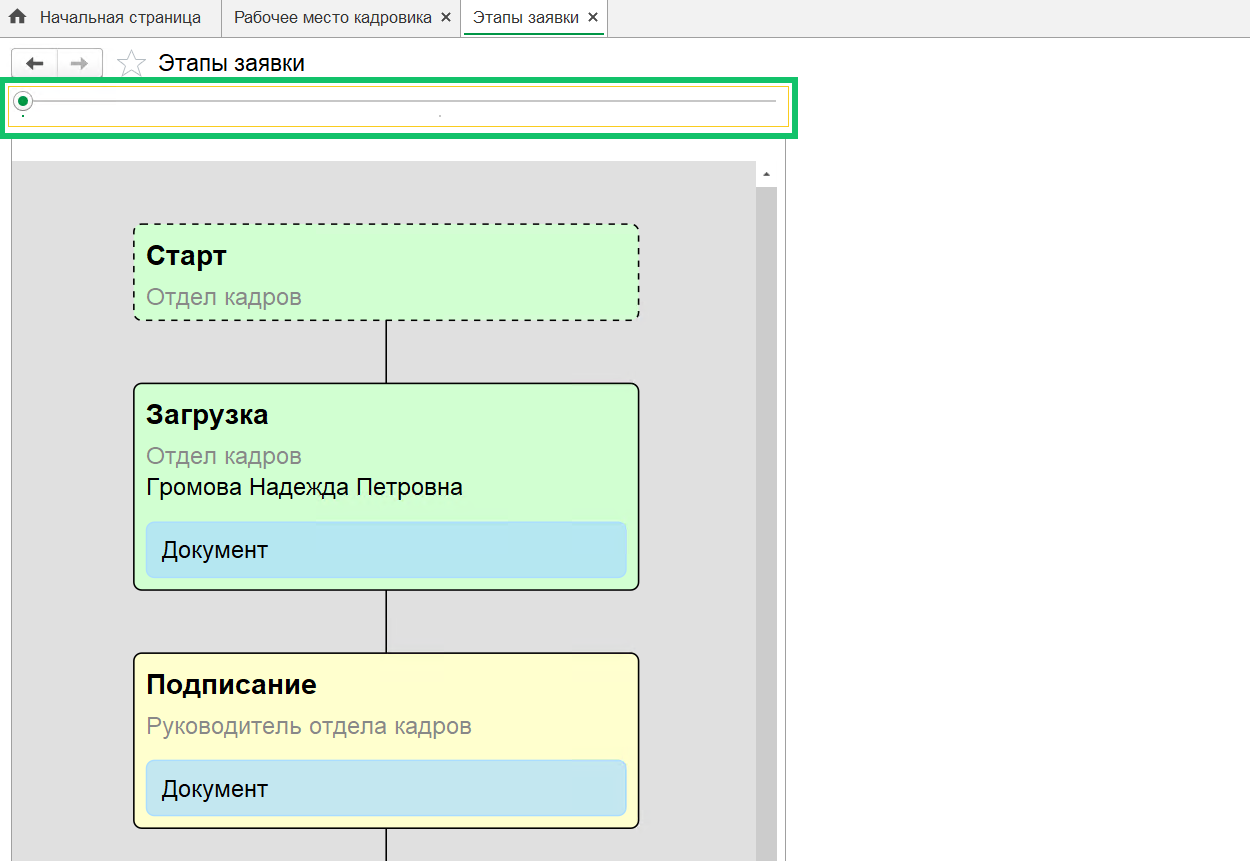 Начальная страница
Рабочее место кадровика
Этапы заявки
Этапы заявки
Старт
Отдел кадров
Загрузка
Отдел кадров
Громова Надежда Петровна
Документ
Подписание
Руководитель отдела кадров
Документ